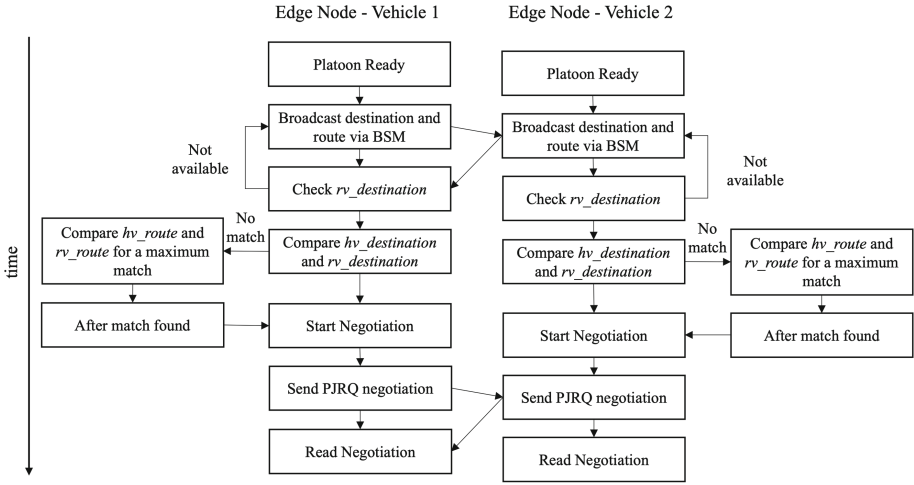 Edge Node - Vehicle 1
Edge Node - Vehicle 2
time
Platoon Ready
Broadcast destination and
route via BSM
Not
available
Check rv_destination
No
match
Compare hv_destination
and rv_destination
Compare hv_route and
rv_route for a maximum
match
After match found
Start Negotiation
Send PJRQ negotiation
Read Negotiation
Platoon Ready
Broadcast destination and
route via BSM
Not
available
Check rv_destination
No
match
Compare hv_destination
and rv_destination
Compare hv_route and
rv_route for a maximum
match
After match found
Start Negotiation
Send PJRQ negotiation
Read Negotiation